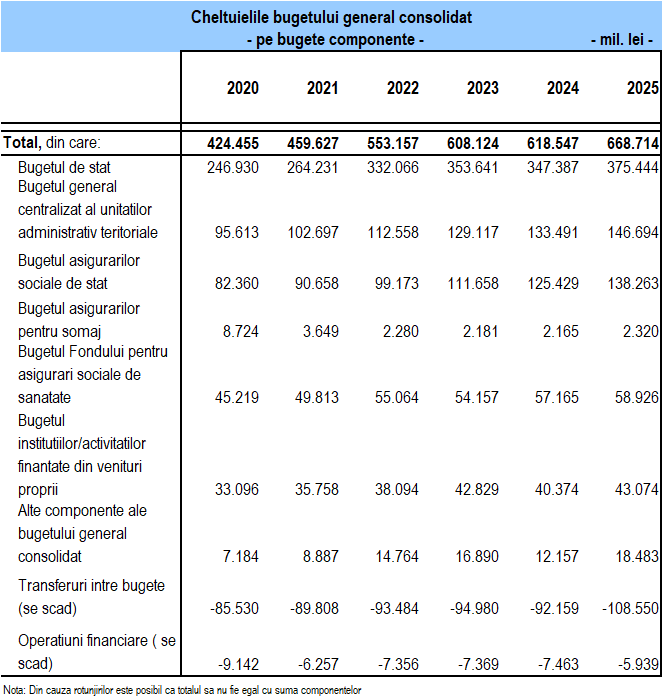 Cheltuielile bugetului general consolidat
- pe bugete componente - - mil. lei -
2020 2021 2022 2023 2024 2025
Total, din care: 424.455 459.627 553.157 608.124 618.547 668.714
Bugetul de stat 246.930 264.231 332.066 353.641 347.387 375.444
Bugetul general
centralizat al unitatilor
administrativ teritoriale 95.613 102.697 112.558 129.117 133.491 146.694
Bugetul asigurarilor
sociale de stat 82.360 90.658 99.173 111.658 125.429 138.263
Bugetul asigurarilor
pentru somaj 8.724 3.649 2.280 2.181 2.165 2.320
Bugetul Fondului pentru
asigurari sociale de
sanatate 45.219 49.813 55.064 54.157 57.165 58.926
Bugetul
institutiilor/activitatilor
finantate din venituri
proprii 33.096 35.758 38.094 42.829 40.374 43.074
Alte componente ale
bugetului general
consolidat 7.184 8.887 14.764 16.890 12.157 18.483
Transferuri intre bugete
(se scad) -85.530 -89.808 -93.484 -94.980 -92.159 -108.550
Operatiuni financiare ( se
scad) -9.142 -6.257 -7.356 -7.369 -7.463 -5.939
Nota: Din cauza rotunjirilor este posibil ca totalul sa nu fie egal cu suma componentelor